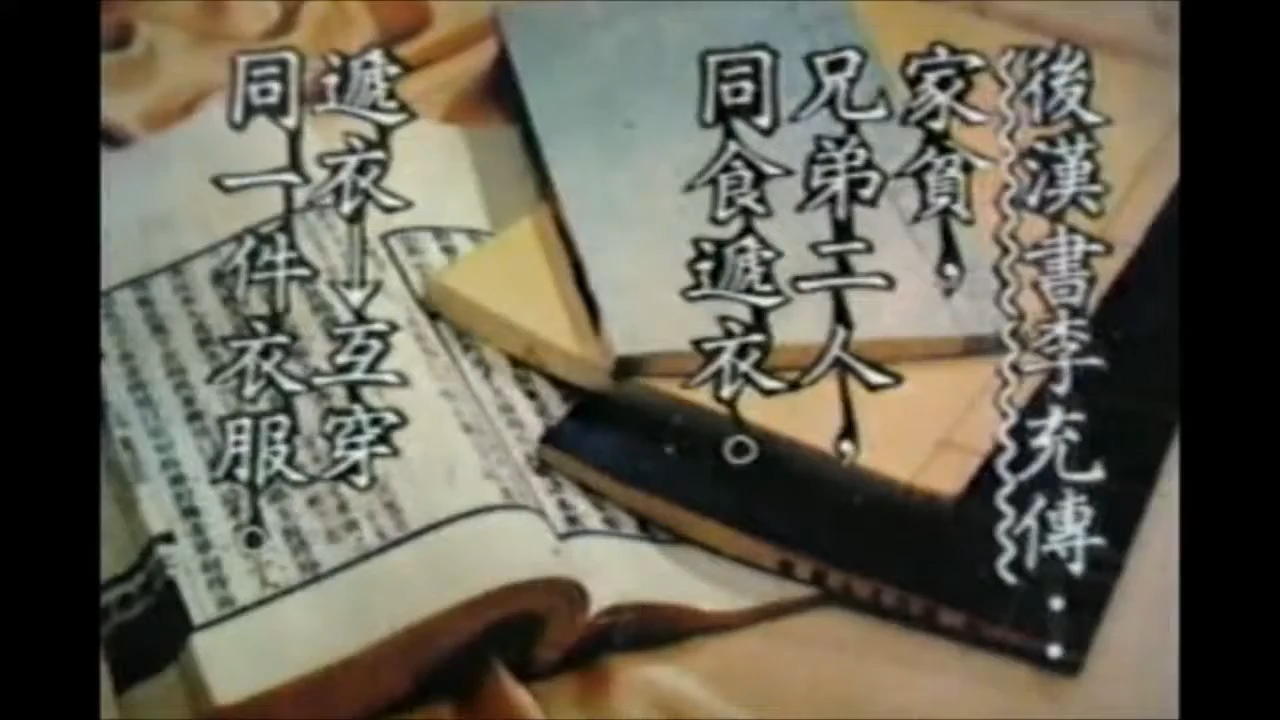 後漢書李充傳：
家貧，
兄弟二人，
同食遞衣。
遞衣→互穿
同一件衣服。